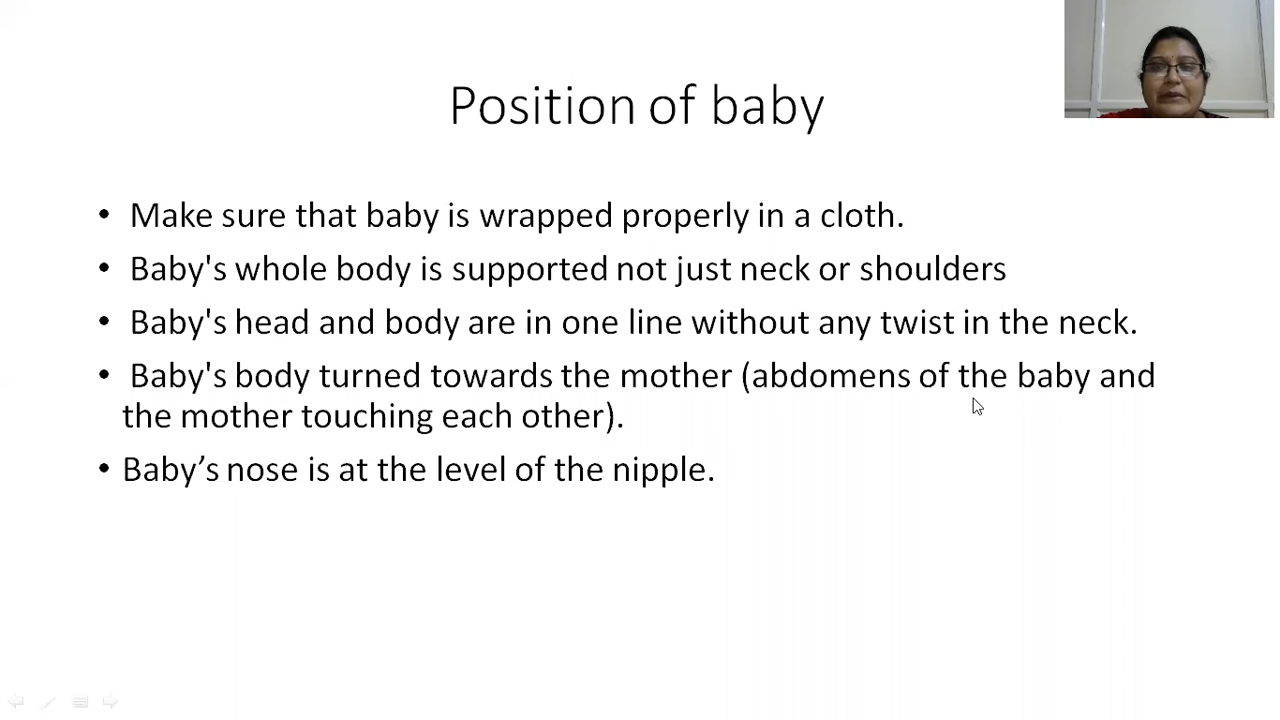 Position of baby
• Make sure that baby is wrapped properly in a cloth.
• Baby's whole body is supported not just neck or shoulders
• Baby's head and body are in one line without any twist in the neck.
• Baby's body turned towards the mother (abdomens of the baby and
the mother touching each other).
• Baby’s nose is at the level of the nipple.